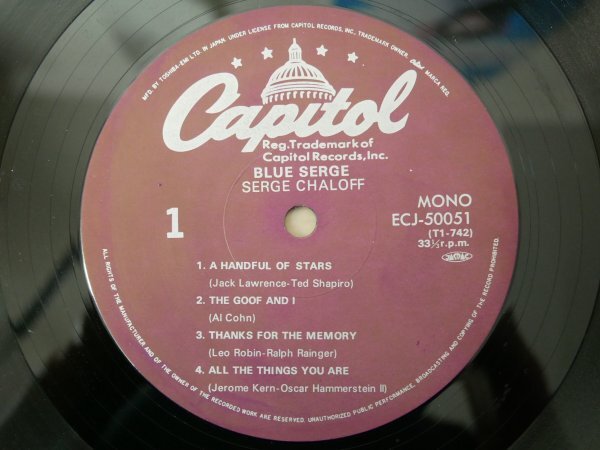 MFD. BY TOSHIBA-EMI LTD. IN JAPAN. UNDER LICENSE FROM CAPITOL RECORDS, INC., TRADEMARK OWNER. Capitol MARCA REG.
Capitol
Reg.Trademark of
Capitol Records,Inc.
BLUE SERGE
SERGE CHALOFF
1
MONO
ECJ-50051
(T1-742)
33⅓r.p.m.
JASRAC
1. A HANDFUL OF STARS
(Jack Lawrence-Ted Shapiro)
2. THE GOOF AND I
(Al Cohn)
3. THANKS FOR THE MEMORY
(Leo Robin-Ralph Rainger)
4. ALL THE THINGS YOU ARE
(Jerome Kern-Oscar Hammerstein II)
ALL RIGHTS OF THE MANUFACTURER AND OF THE OWNER OF THE RECORDED WORK ARE RESERVED. UNAUTHORIZED PUBLIC PERFORMANCE, BROADCASTING AND COPYING OF THE RECORD PROHIBITED.